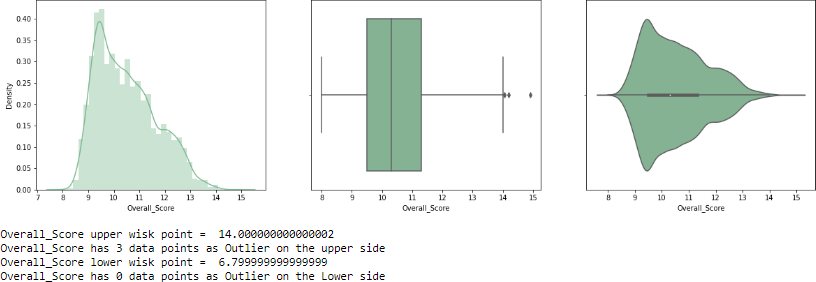 0.40
0.35
0.30
0.25
0.20
0.15
0.10
0.05
0.00
Density
7 8 9 10 11 12 13 14 15
Overall_Score
8 9 10 11 12 13 14 15
Overall_Score
8 9 10 11 12 13 14 15
Overall_Score
Overall_Score upper wisk point =  14.000000000000002
Overall_Score has 3 data points as Outlier on the upper side
Overall_Score lower wisk point =  6.799999999999999
Overall_Score has 0 data points as Outlier on the Lower side